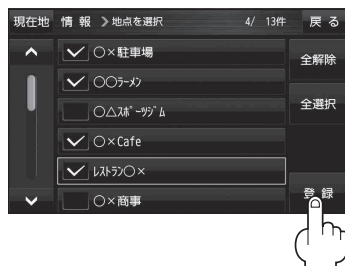 現在地 情 報 ＞地点を選択 4/ 13件 戻 る
○×駐車場
全解除
○○ﾗｰﾒﾝ
全選択
○△ｽﾎﾟｰﾂｼﾞﾑ
○×Cafe
ﾚｽﾄﾗﾝ○×
登 録
○×商事